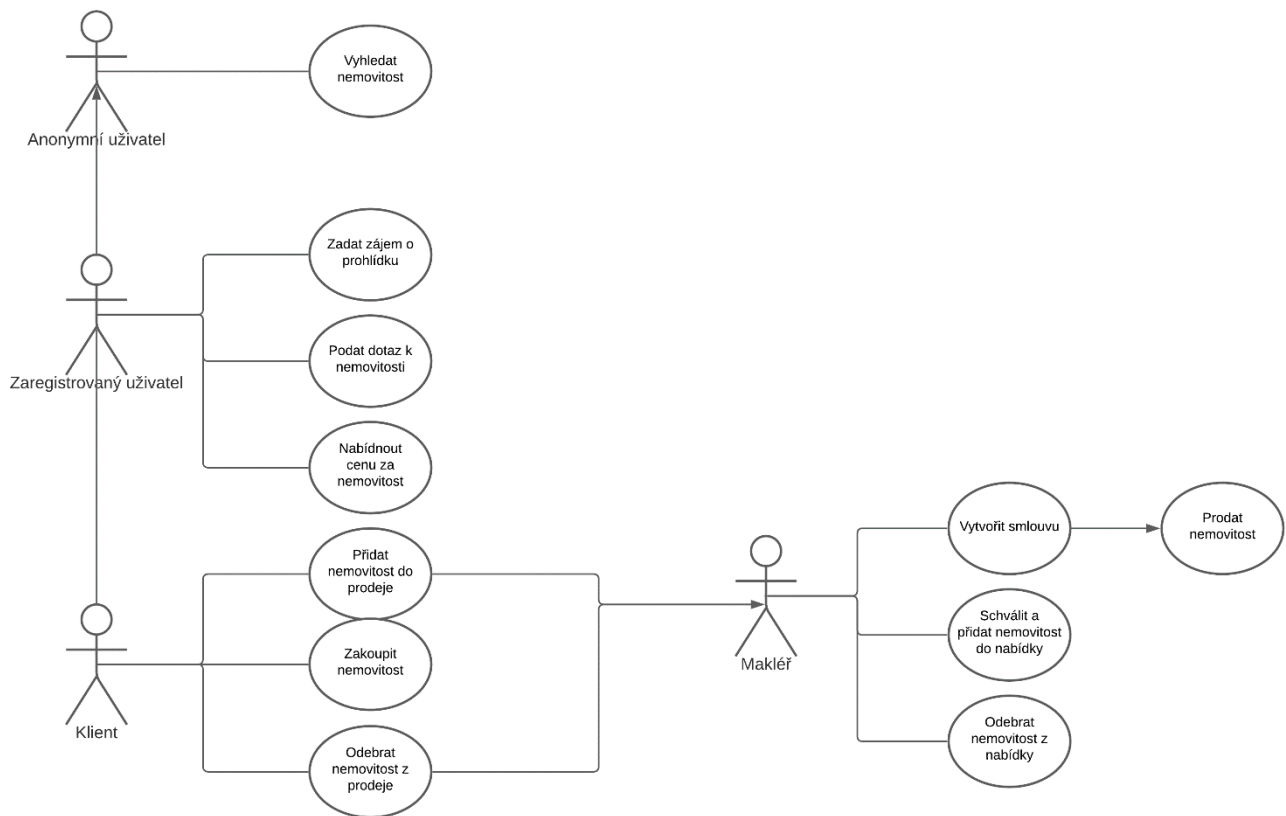 Vyhledat
nemovitost
Anonymní uživatel
Zadat zájem o
prohlídku
Podat dotaz k
nemovitosti
Zaregistrovaný uživatel
Nabídnout
cenu za
nemovitost
Přidat
nemovitost do
prodeje
Zakoupit
nemovitost
Klient
Odebrat
nemovitost z
prodeje
Makléř
Vytvořit smlouvu
Prodat
nemovitost
Schválit a
přidat nemovitost
do nabídky
Odebrat
nemovitost z
nabídky